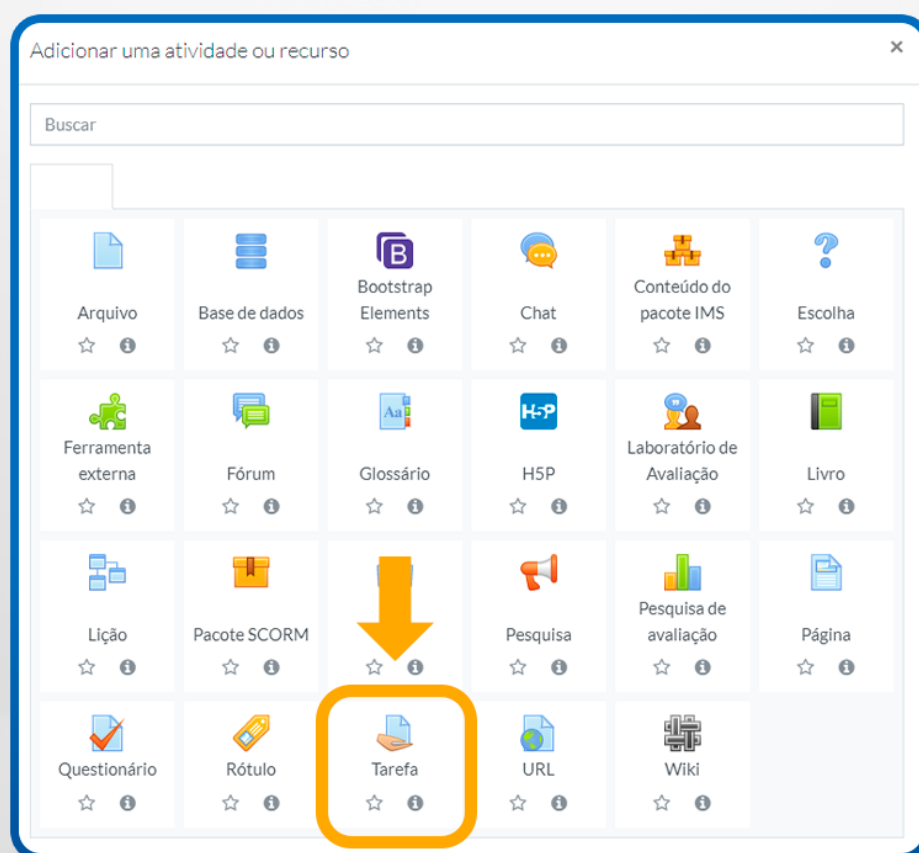 Adicionar uma atividade ou recurso
×
Buscar
B
Bootstrap
Conteúdo do
Arquivo
Base de dados
Elements
Chat
pacote IMS
Escolha
Aa
H5P
Ferramenta
Laboratório de
externa
Fórum
Glossário
H5P
Avaliação
Livro
Pesquisa de
Lição
Pacote SCORM
Pesquisa
avaliação
Página
Questionário
Rótulo
Tarefa
URL
Wiki